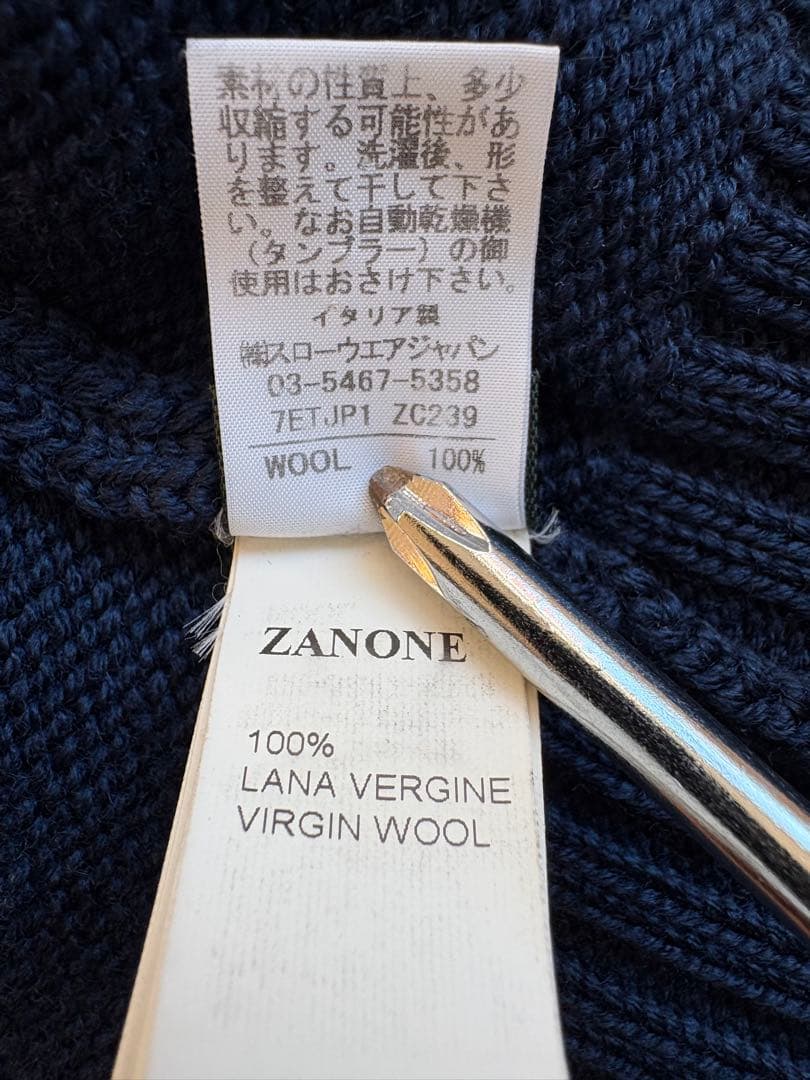 素材の性質上、多少
収縮する可能性があ
ります。洗濯後、形
を整えて干して下さ
い。なお自動乾燥機
(タンブラー)の御
使用はおさけ下さい。
イタリア製
㈱スローウエアジャパン
03-5467-5358
7ETJP1 ZC239
WOOL 100%
ZANONE
100%
LANA VERGINE
VIRGIN WOOL